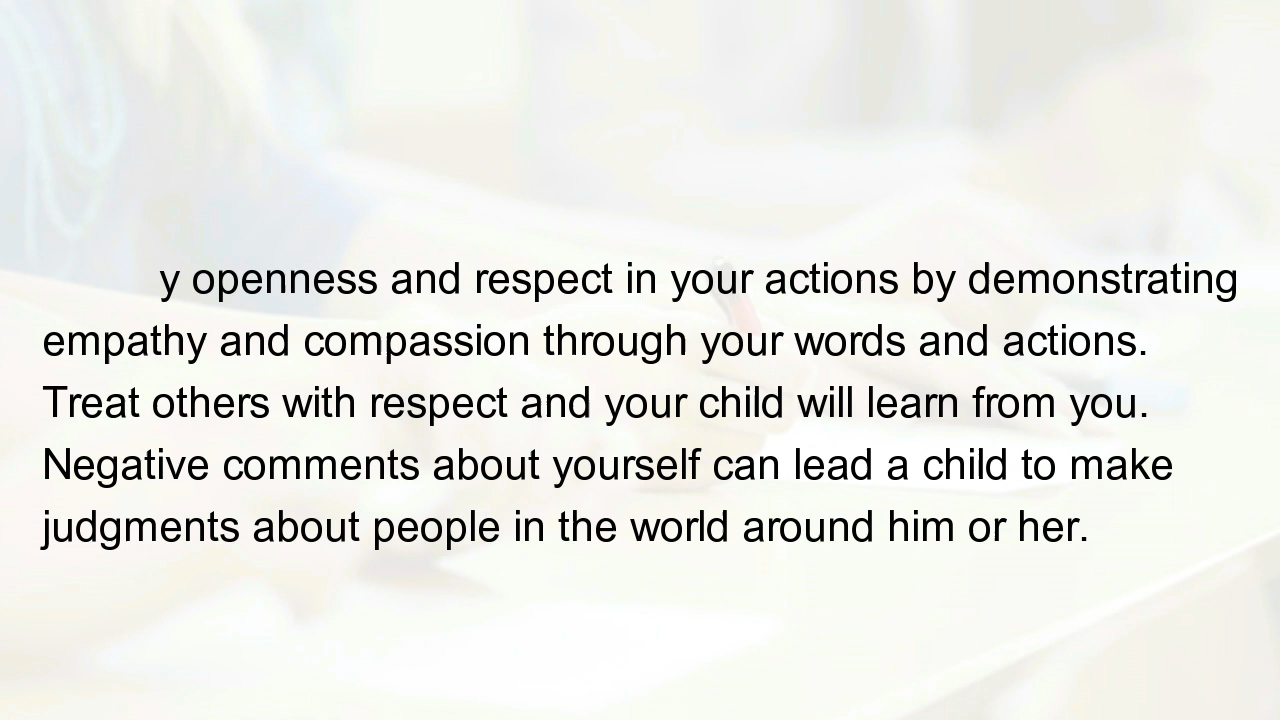 y openness and respect in your actions by demonstrating
empathy and compassion through your words and actions.
Treat others with respect and your child will learn from you.
Negative comments about yourself can lead a child to make
judgments about people in the world around him or her.